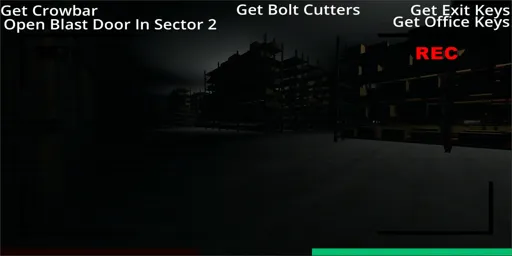 Get Crowbar
Open Blast Door In Sector 2
Get Bolt Cutters
Get Exit Keys
Get Office Keys
REC